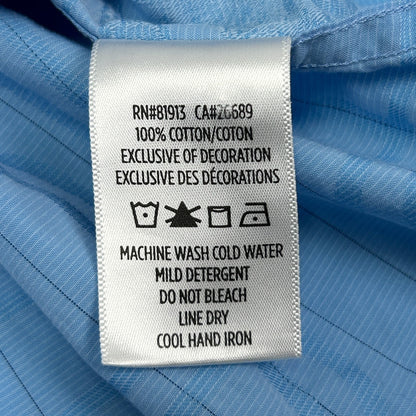 RN#81913 CA#26689
100% COTTON/COTON
EXCLUSIVE OF DECORATION
EXCLUSIVE DES DÉCORATIONS
MACHINE WASH COLD WATER
MILD DETERGENT
DO NOT BLEACH
LINE DRY
COOL HAND IRON